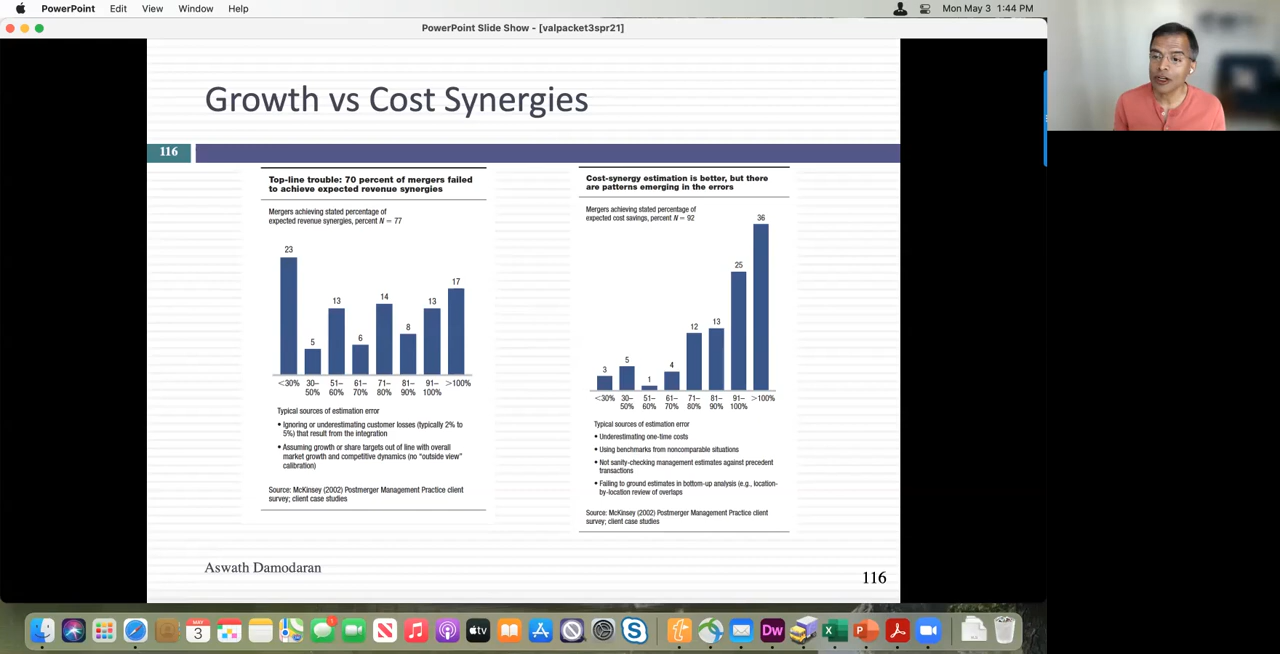 PowerPoint Edit View Window Help Mon May 3 1:44 PM
PowerPoint Slide Show - [valpacket3spr21]
Growth vs Cost Synergies
116
Top-line trouble: 70 percent of mergers failed
to achieve expected revenue synergies
Mergers achieving stated percentage of
expected revenue synergies, percent N = 77
23
5
13
6
14
8
13
17
<30% 30– 51– 61– 71– 81– 91– >100%
50% 60% 70% 80% 90% 100%
Typical sources of estimation error
• Ignoring or underestimating customer losses (typically 2% to
5%) that result from the integration
• Assuming growth or share targets out of line with overall
market growth and competitive dynamics (no "outside view"
calibration)
Source: McKinsey (2002) Postmerger Management Practice client
survey; client case studies
Cost-synergy estimation is better, but there
are patterns emerging in the errors
Mergers achieving stated percentage of
expected cost savings, percent N = 92
3
5
1
4
12
13
25
36
<30% 30– 51– 61– 71– 81– 91– >100%
50% 60% 70% 80% 90% 100%
Typical sources of estimation error
• Underestimating one-time costs
• Using benchmarks from noncomparable situations
• Not sanity-checking management estimates against precedent
transactions
• Failing to ground estimates in bottom-up analysis (e.g., location-
by-location review of overlaps
Source: McKinsey (2002) Postmerger Management Practice client
survey; client case studies
Aswath Damodaran
116
MAY
3
tv
Dw
X
P